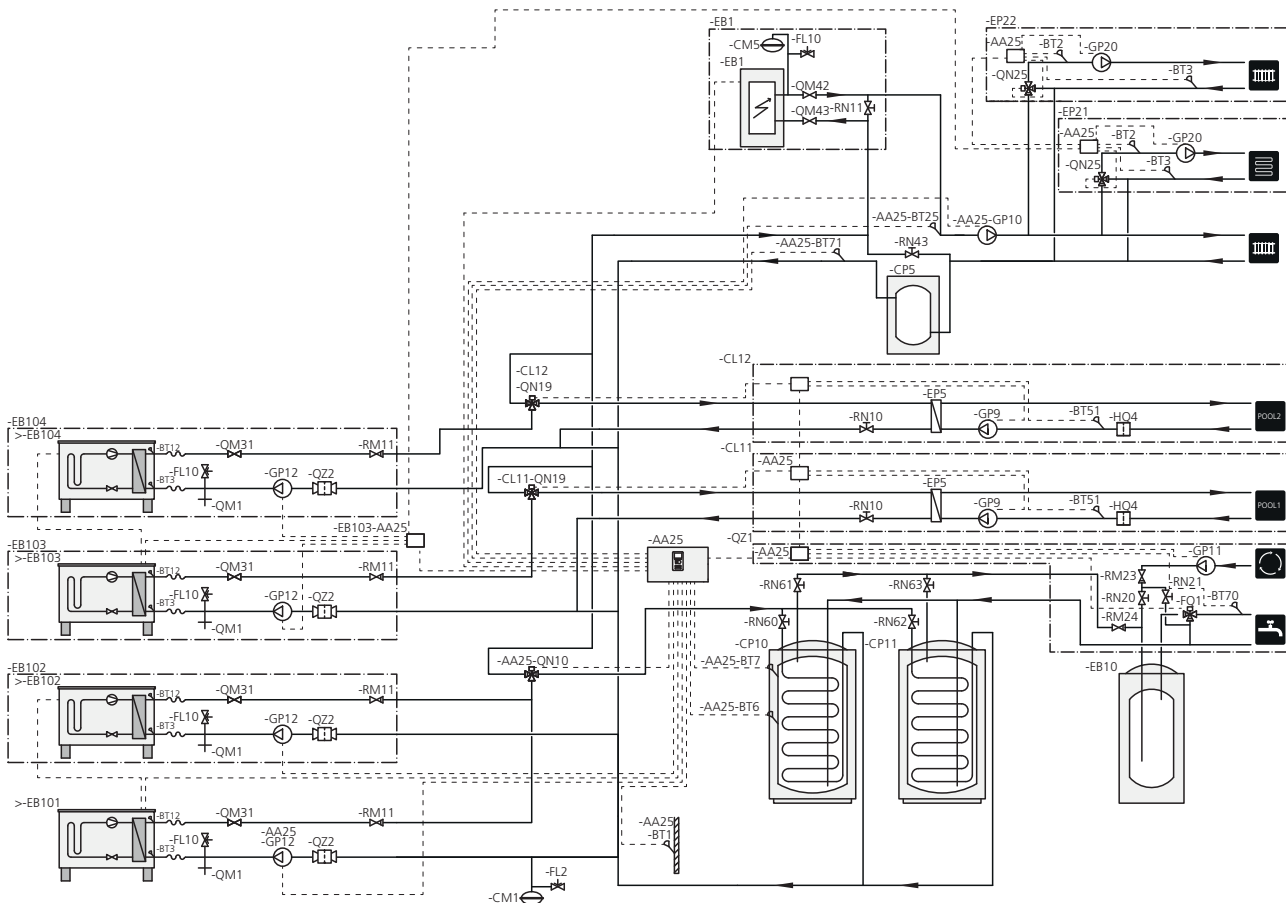 -EB1
-CM5
-FL10
-EB1
-QM42
-QM43
-RN11
-EP22
-AA25
-BT2
-GP20
-QN25
-BT3
-EP21
-AA25
-BT2
-GP20
-QN25
-BT3
-AA25-BT25
-AA25-GP10
-AA25-BT71
-RN43
-CP5
-CL12
-CL12
-QN19
-EP5
-RN10
-GP9
-BT51
-HQ4
POOL2
-CL11
-AA25
-CL11-QN19
-EP5
-RN10
-GP9
-BT51
-HQ4
POOL1
-EB104
>-EB104
-BT12
-QM31
-RM11
-FL10
-BT3
-GP12
-QZ2
-QM1
-EB103-AA25
-AA25
-QZ1
-AA25
-GP11
-EB103
>-EB103
-BT12
-QM31
-RM11
-FL10
-BT3
-GP12
-QZ2
-QM1
-RN61
-RN63
-RM23
-RN21
-RN20
-FQ1
-BT70
-RM24
-RN60
-RN62
-CP10
-CP11
-EB10
-AA25-QN10
-AA25-BT7
-AA25-BT6
-EB102
>-EB102
-BT12
-QM31
-RM11
-FL10
-BT3
-GP12
-QZ2
-QM1
>-EB101
-BT12
-QM31
-RM11
-FL10
-BT3
-AA25
-GP12
-QZ2
-QM1
-AA25
-BT1
-FL2
-CM1